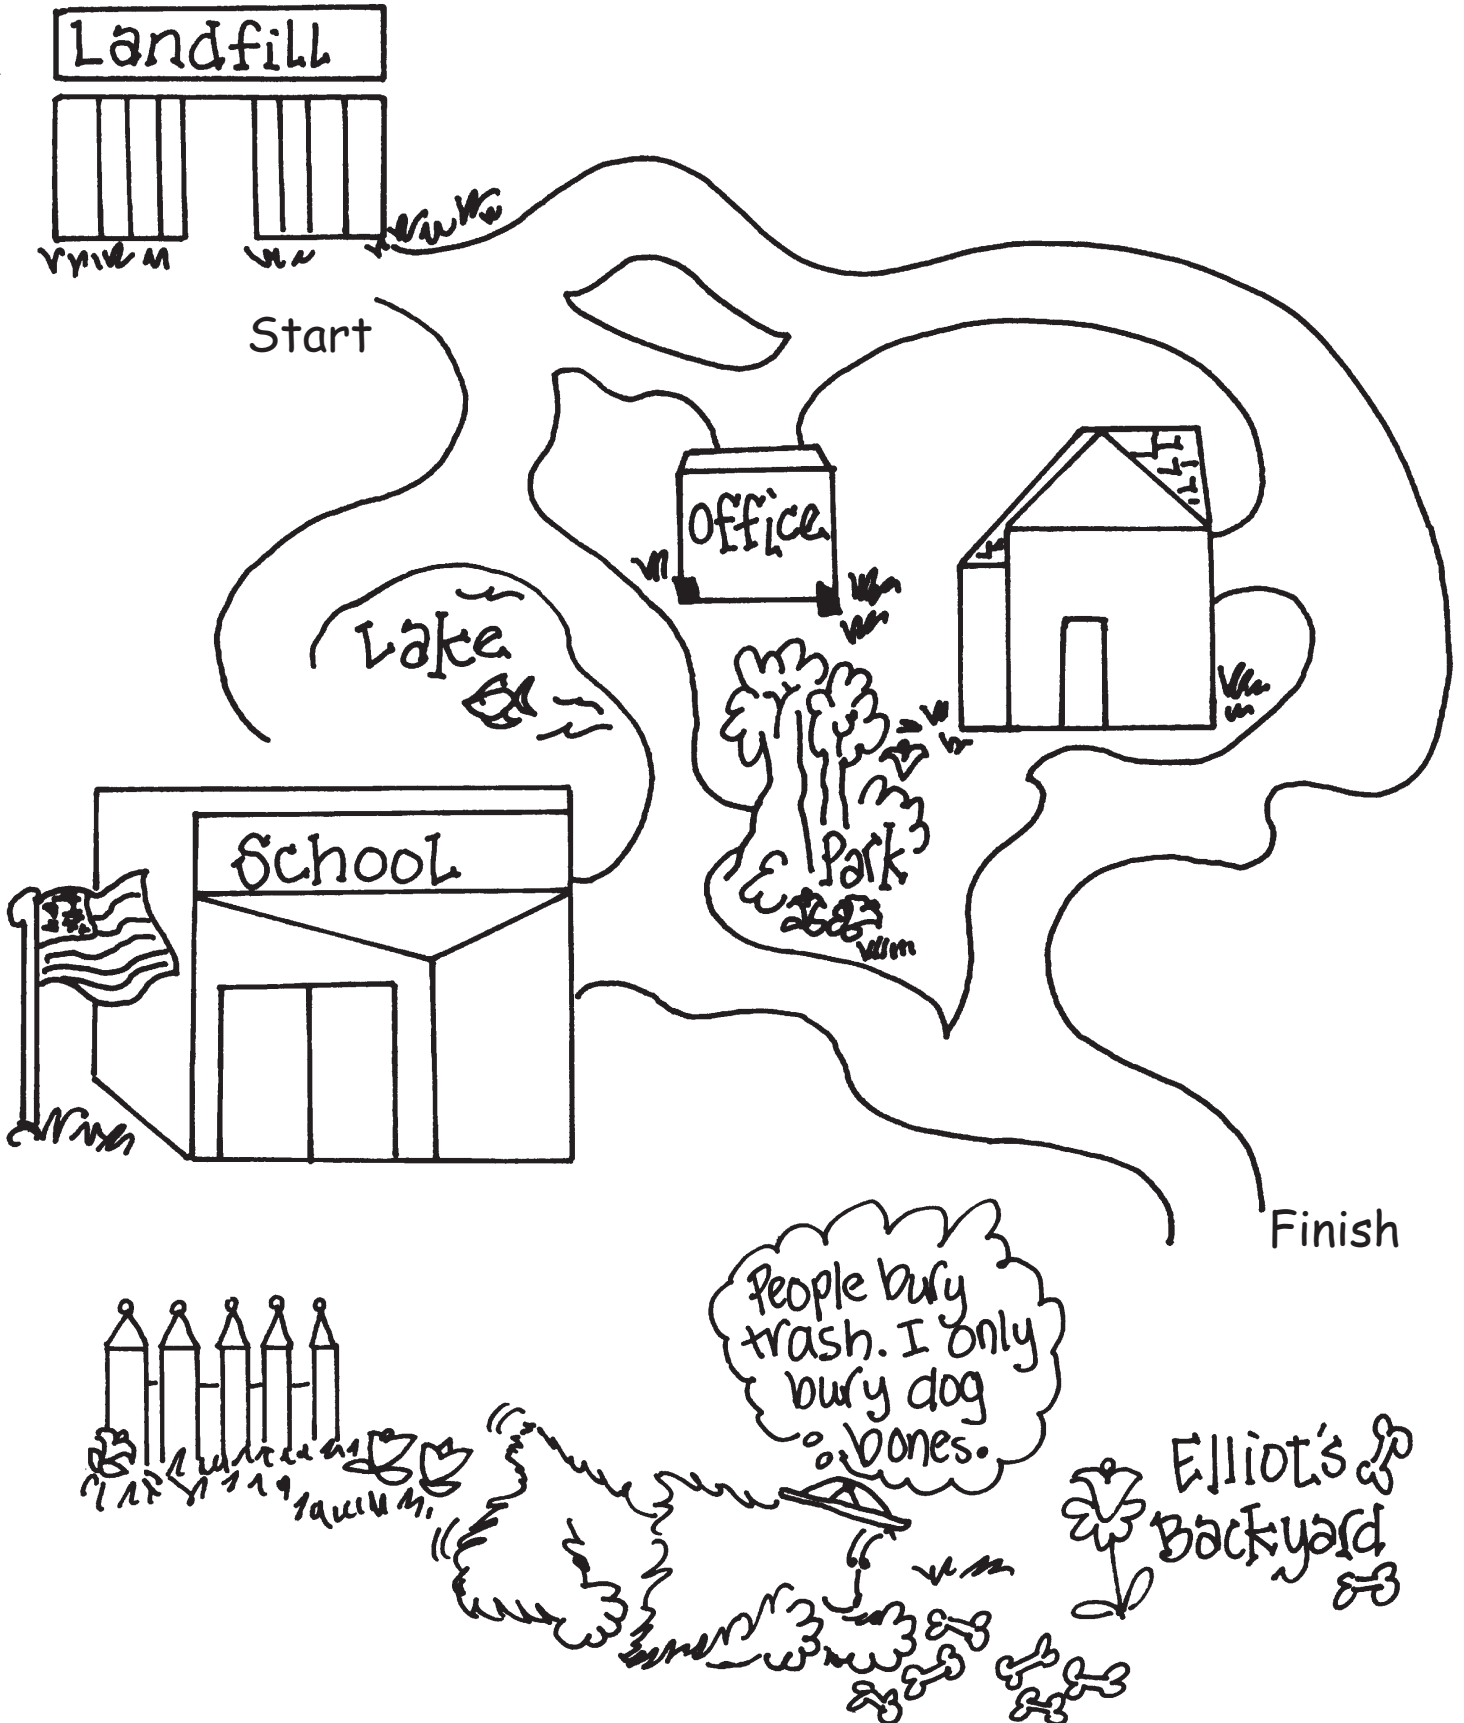 Landfill
Start
Office
Lake
Park
School
Finish
People bury
trash. I only
bury dog
bones.
Elliot's
Backyard